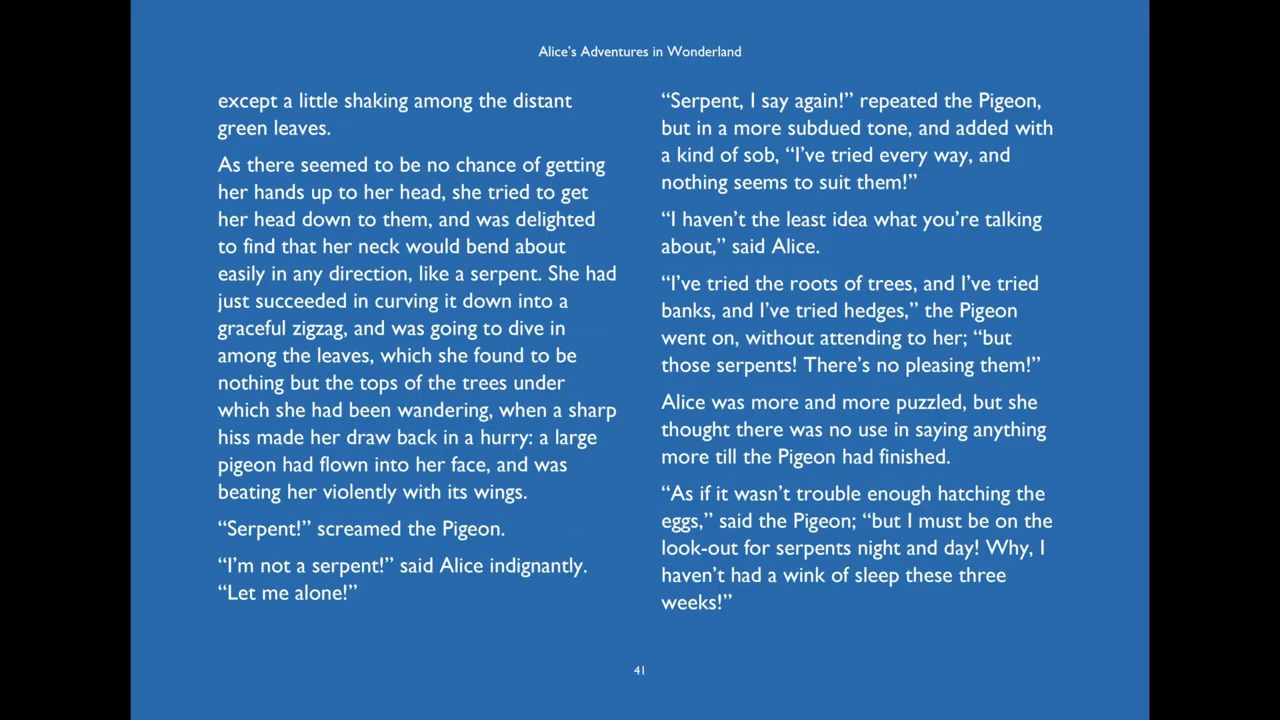 Alice’s Adventures in Wonderland
except a little shaking among the distant
green leaves.
As there seemed to be no chance of getting
her hands up to her head, she tried to get
her head down to them, and was delighted
to find that her neck would bend about
easily in any direction, like a serpent. She had
just succeeded in curving it down into a
graceful zigzag, and was going to dive in
among the leaves, which she found to be
nothing but the tops of the trees under
which she had been wandering, when a sharp
hiss made her draw back in a hurry: a large
pigeon had flown into her face, and was
beating her violently with its wings.
“Serpent!” screamed the Pigeon.
“I’m not a serpent!” said Alice indignantly.
“Let me alone!”
“Serpent, I say again!” repeated the Pigeon,
but in a more subdued tone, and added with
a kind of sob, “I’ve tried every way, and
nothing seems to suit them!”
“I haven’t the least idea what you’re talking
about,” said Alice.
“I’ve tried the roots of trees, and I’ve tried
banks, and I’ve tried hedges,” the Pigeon
went on, without attending to her; “but
those serpents! There’s no pleasing them!”
Alice was more and more puzzled, but she
thought there was no use in saying anything
more till the Pigeon had finished.
“As if it wasn’t trouble enough hatching the
eggs,” said the Pigeon; “but I must be on the
look-out for serpents night and day! Why, I
haven’t had a wink of sleep these three
weeks!”
41